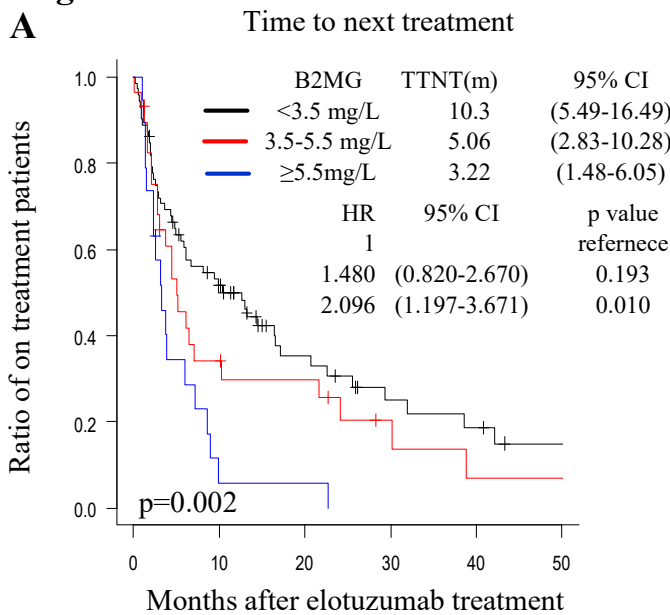 A
Time to next treatment
B2MG TTNT(m) 95% CI
<3.5 mg/L 10.3 (5.49-16.49)
3.5-5.5 mg/L 5.06 (2.83-10.28)
≥5.5mg/L 3.22 (1.48-6.05)
HR 95% CI p value
1 refernece
1.480 (0.820-2.670) 0.193
2.096 (1.197-3.671) 0.010
Ratio of on treatment patients
1.0
0.8
0.6
0.4
0.2
0.0
p=0.002
0 10 20 30 40 50
Months after elotuzumab treatment